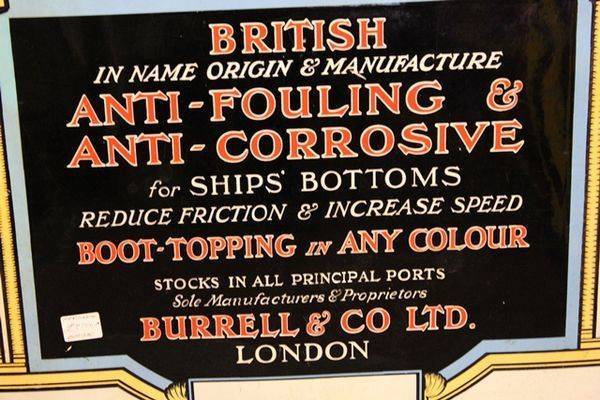 BRITISH
IN NAME ORIGIN & MANUFACTURE
ANTI-FOULING &
ANTI-CORROSIVE
for SHIPS' BOTTOMS
REDUCE FRICTION & INCREASE SPEED
BOOT-TOPPING IN ANY COLOUR
STOCKS IN ALL PRINCIPAL PORTS
Sole Manufacturers & Proprietors
BURRELL & CO LTD.
LONDON